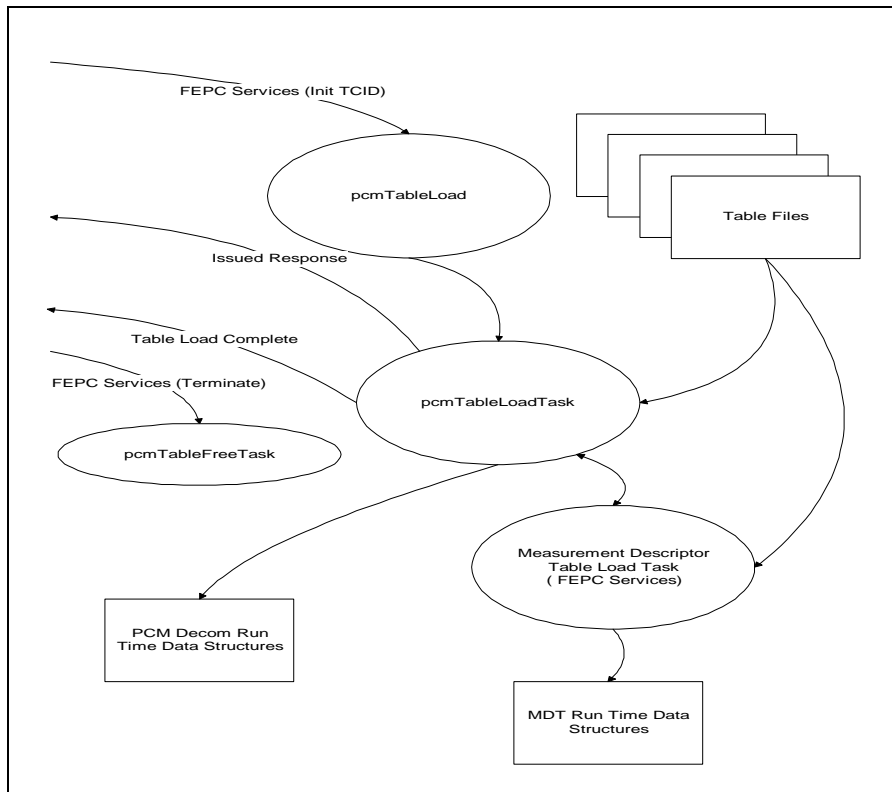 FEPC Services (Init TCID)
pcmTableLoad
Table Files
Issued Response
Table Load Complete
FEPC Services (Terminate)
pcmTableLoadTask
pcmTableFreeTask
Measurement Descriptor
Table Load Task
( FEPC Services)
PCM Decom Run
Time Data Structures
MDT Run Time Data
Structures